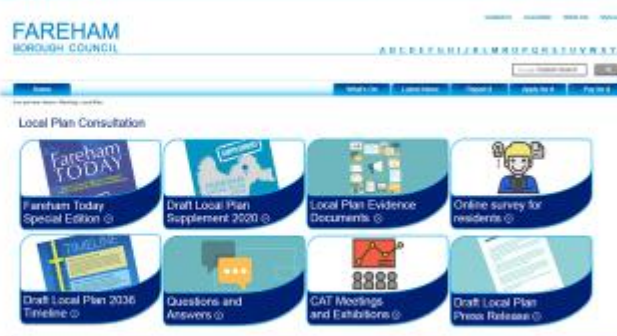 FAREHAM
BOROUGH COUNCIL
A B C D E F G H I J K L M N O P Q R S T U V W X Y
Home
What's On
Latest News
Report It
Apply for It
Pay for It
Local Plan Consultation
Fareham
TODAY
Fareham Today
Special Edition
SUPPLEMENT
Draft Local Plan
Supplement 2020
Local Plan Evidence
Documents
Online survey for
residents
TIMELINE
Draft Local Plan 2036
Timeline
Questions and
Answers
CAT Meetings
and Exhibitions
Draft Local Plan
Press Release